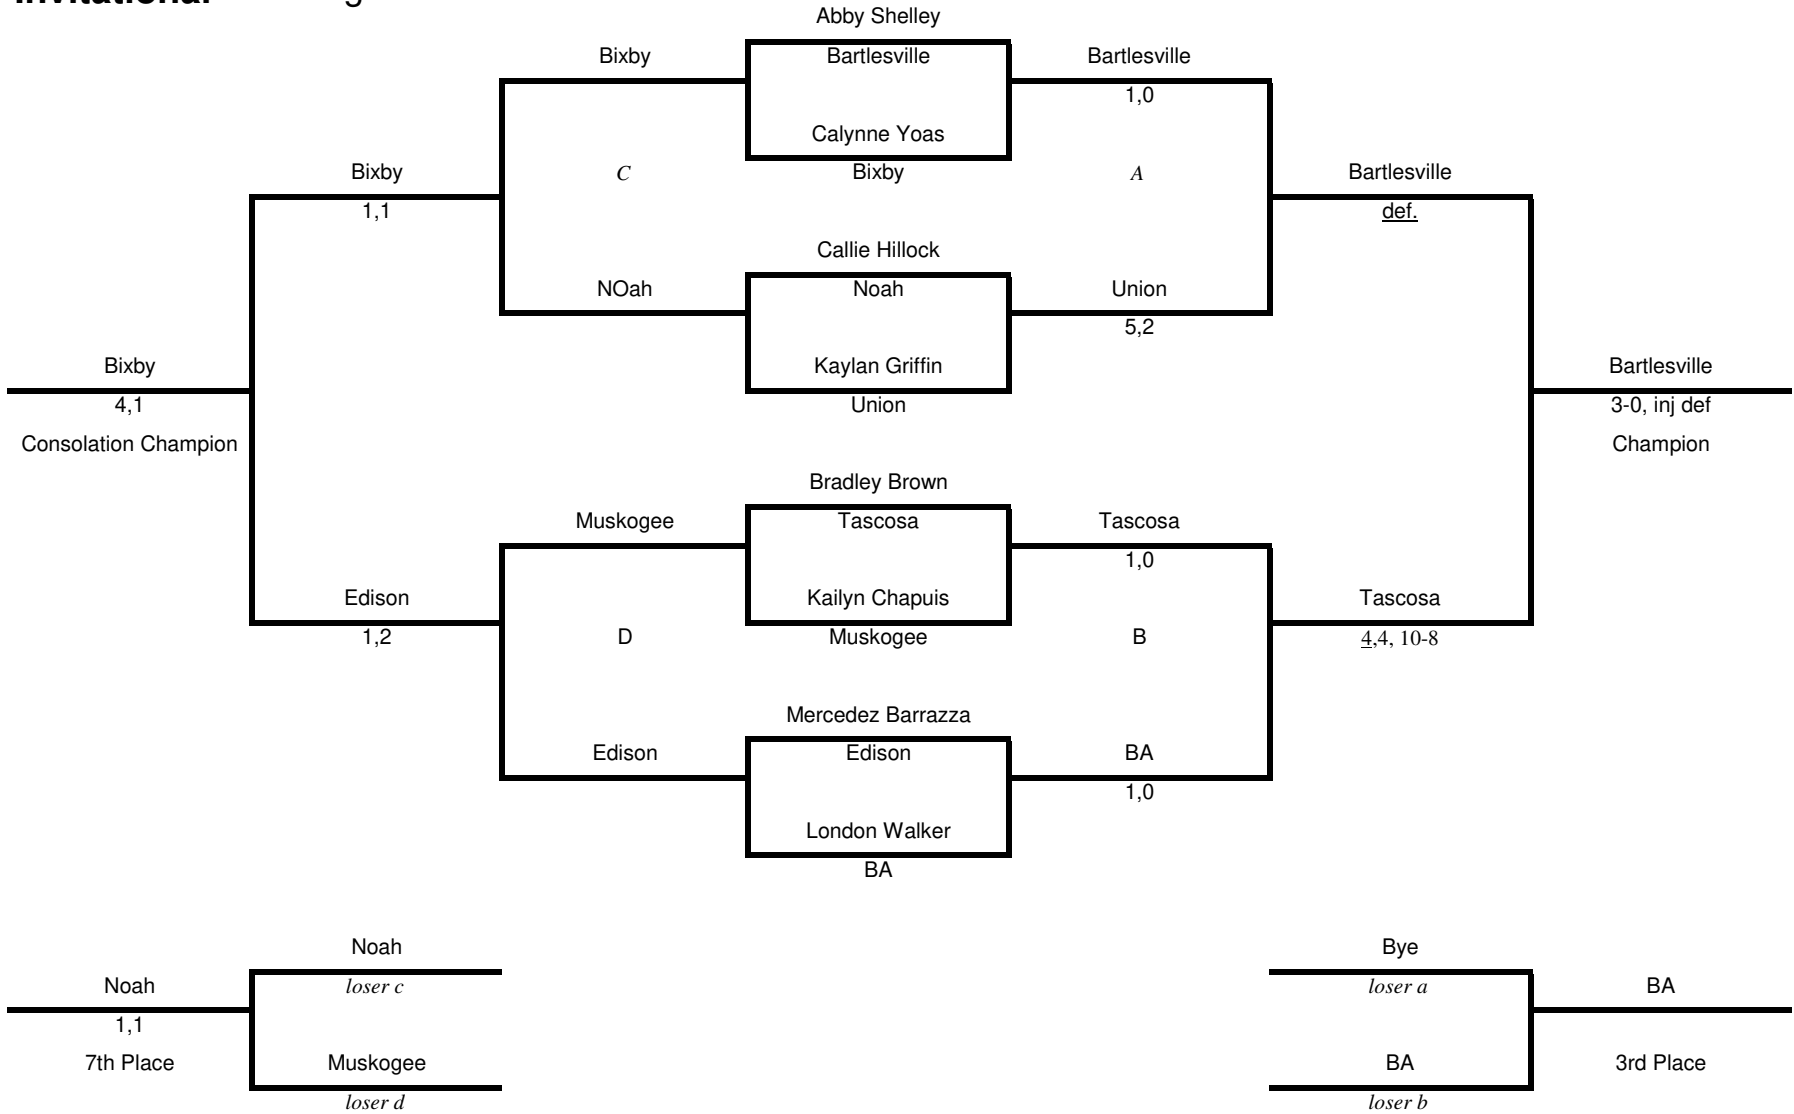 Abby Shelley
Bixby Bartlesville Bartlesville
1,0
Calynne Yoas
Bixby C Bixby A Bartlesville
1,1 def.
Callie Hillock
NOah Noah Union
5,2
Bixby Kaylan Griffin Bartlesville
4,1 Union 3-0, inj def
Consolation Champion Champion
Bradley Brown
Muskogee Tascosa Tascosa
1,0
Edison Kailyn Chapuis Tascosa
1,2 D Muskogee B 4,4, 10-8
Mercedez Barrazza
Edison Edison BA
1,0
London Walker
BA
Noah Bye
Noah loser c loser a BA
1,1
7th Place Muskogee BA 3rd Place
loser d loser b